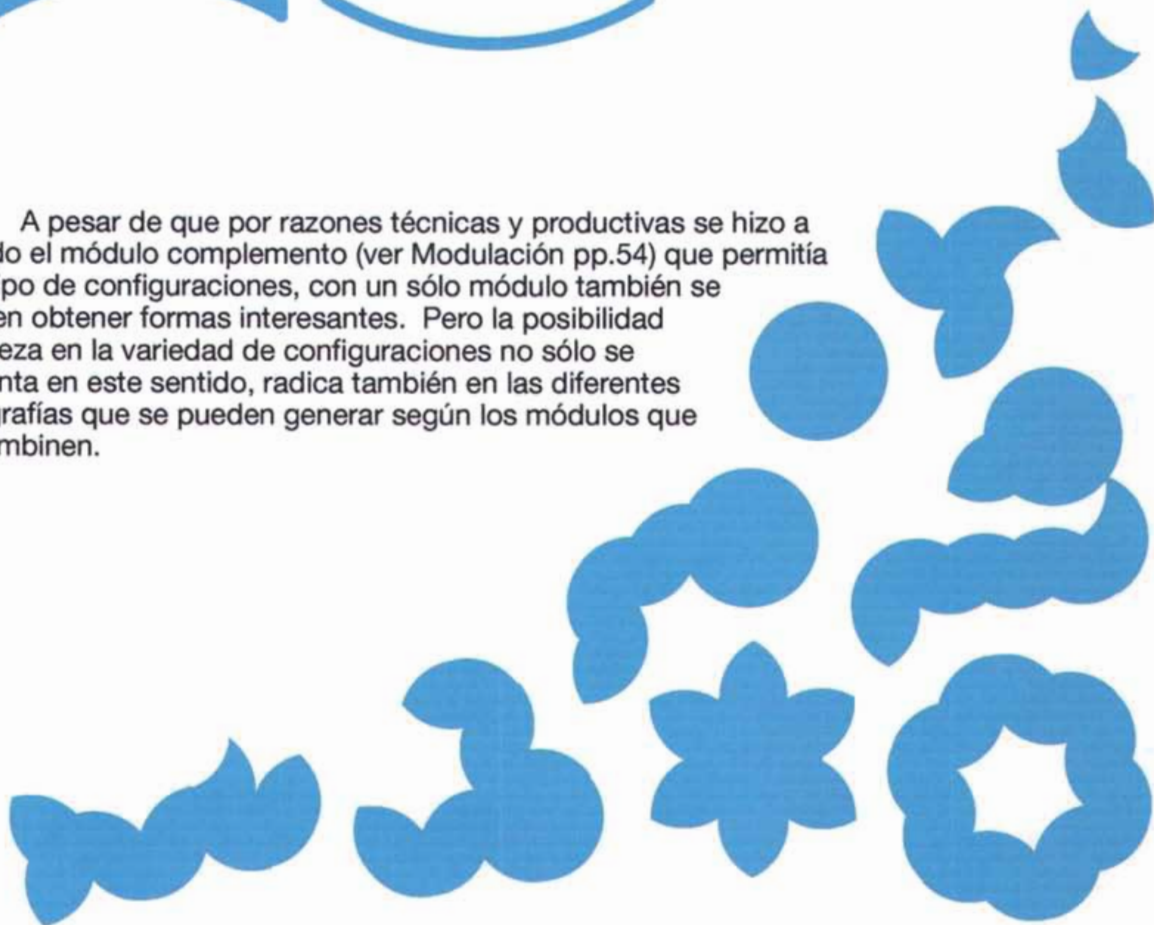 A pesar de que por razones técnicas y productivas se hizo a
do el módulo complemento (ver Modulación pp.54) que permitía
po de configuraciones, con un sólo módulo también se
en obtener formas interesantes. Pero la posibilidad
eza en la variedad de configuraciones no sólo se
nta en este sentido, radica también en las diferentes
rafías que se pueden generar según los módulos que
mbinen.